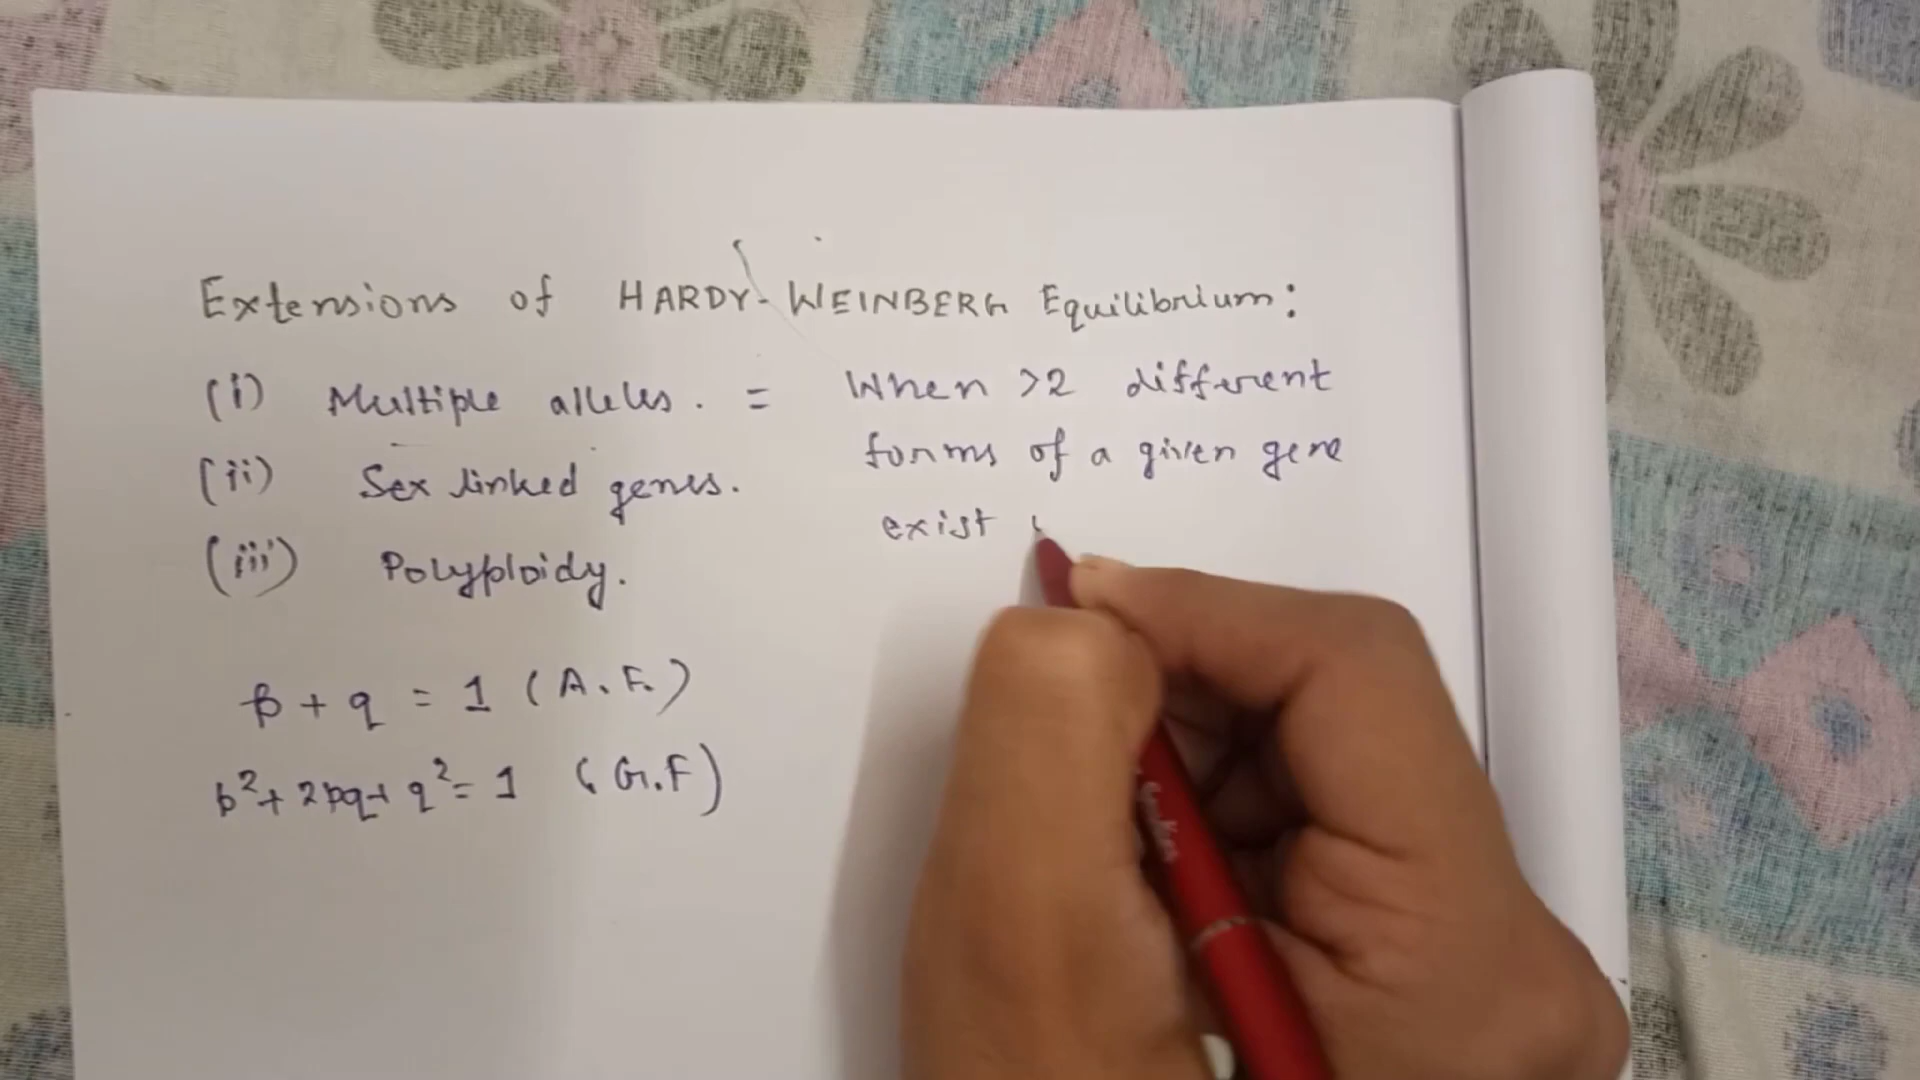 Extensions of HARDY-WEINBERG Equilibrium:
(i) Multiple alleles. = When >2 different
forms of a given gene
exist
(ii) Sex linked genes.
(iii) Polyploidy.
p + q = 1 (A.F.)
p²+ 2pq+ q²= 1 (G.F)